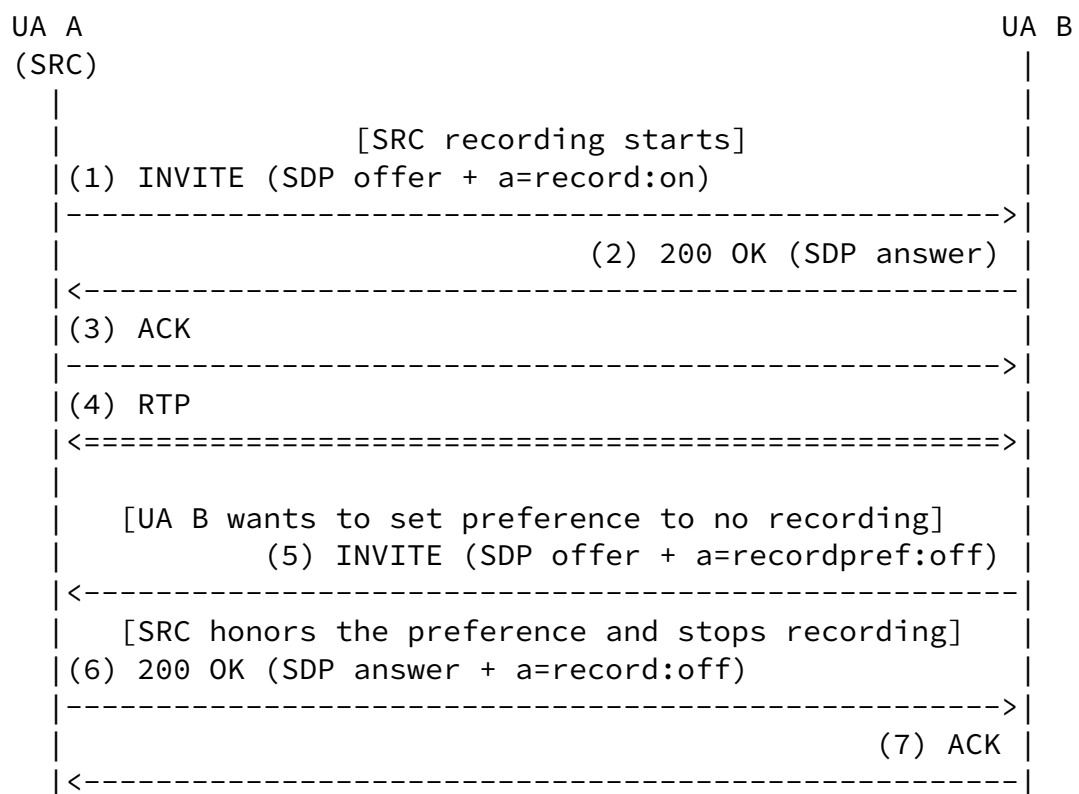 UA A UA B
(SRC)
[SRC recording starts]
(1) INVITE (SDP offer + a=record:on)
(2) 200 OK (SDP answer)
(3) ACK
(4) RTP
[UA B wants to set preference to no recording]
(5) INVITE (SDP offer + a=recordpref:off)
[SRC honors the preference and stops recording]
(6) 200 OK (SDP answer + a=record:off)
(7) ACK